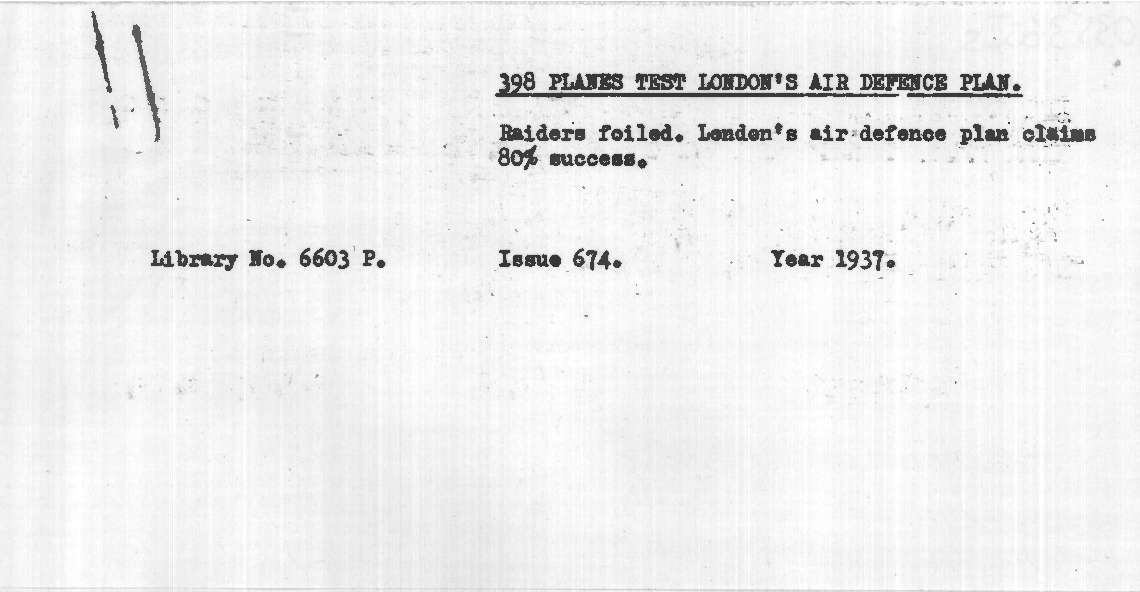 398 PLANES TEST LONDON'S AIR DEFENCE PLAN.
Raiders foiled. London's air defence plan claims
80% success.
Library No. 6603 P. Issue 674. Year 1937.